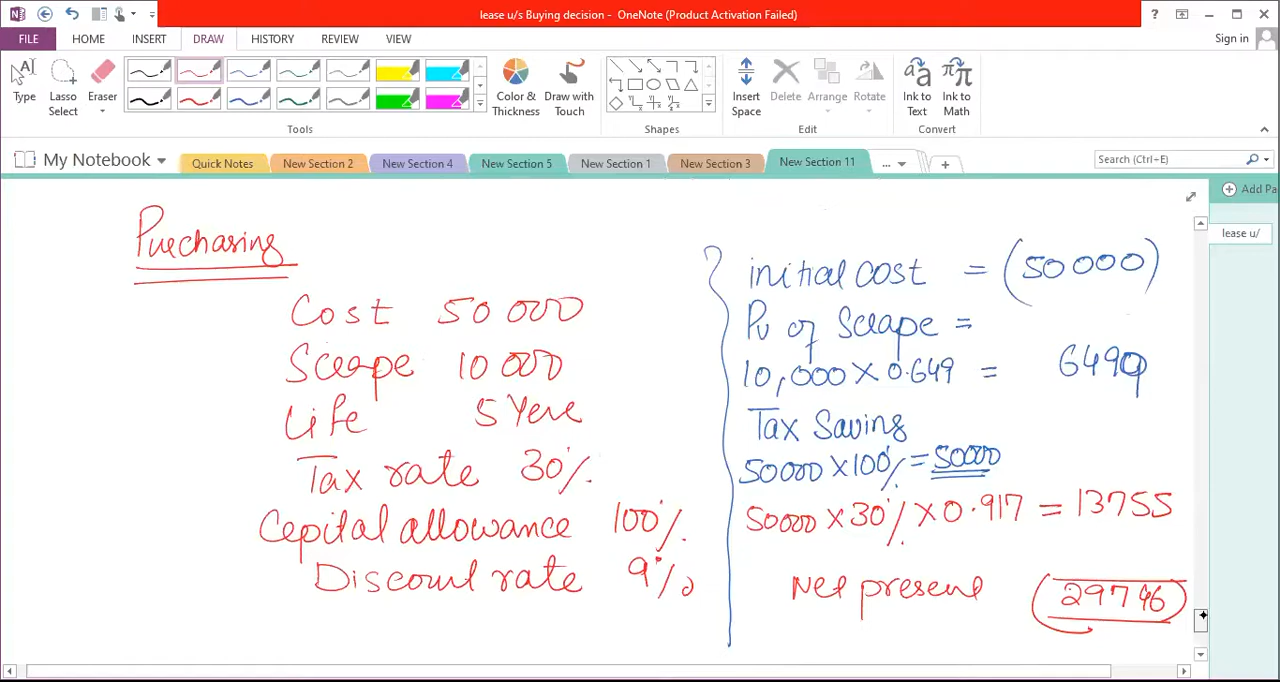 lease u/s Buying decision - OneNote (Product Activation Failed)
FILE HOME INSERT DRAW HISTORY REVIEW VIEW Sign in
Type Lasso Select Eraser Color & Thickness Draw with Touch Insert Space Delete Arrange Rotate Ink to Text Ink to Math
Tools Shapes Edit Convert
My Notebook Quick Notes New Section 2 New Section 4 New Section 5 New Section 1 New Section 3 New Section 11 ... Search (Ctrl+E)
Add Pa
lease u/
Purchasing
Cost 50000
Scrape 10000
Life 5 Yere
Tax rate 30%
Cepital allowance 100%
Discount rate 9%
initial cost = (50000)
Pv of Scrape =
10,000 × 0.649 = 6490
Tax Saving
50000 × 100% = 50000
50000 × 30% × 0.917 = 13755
Net present (29746)